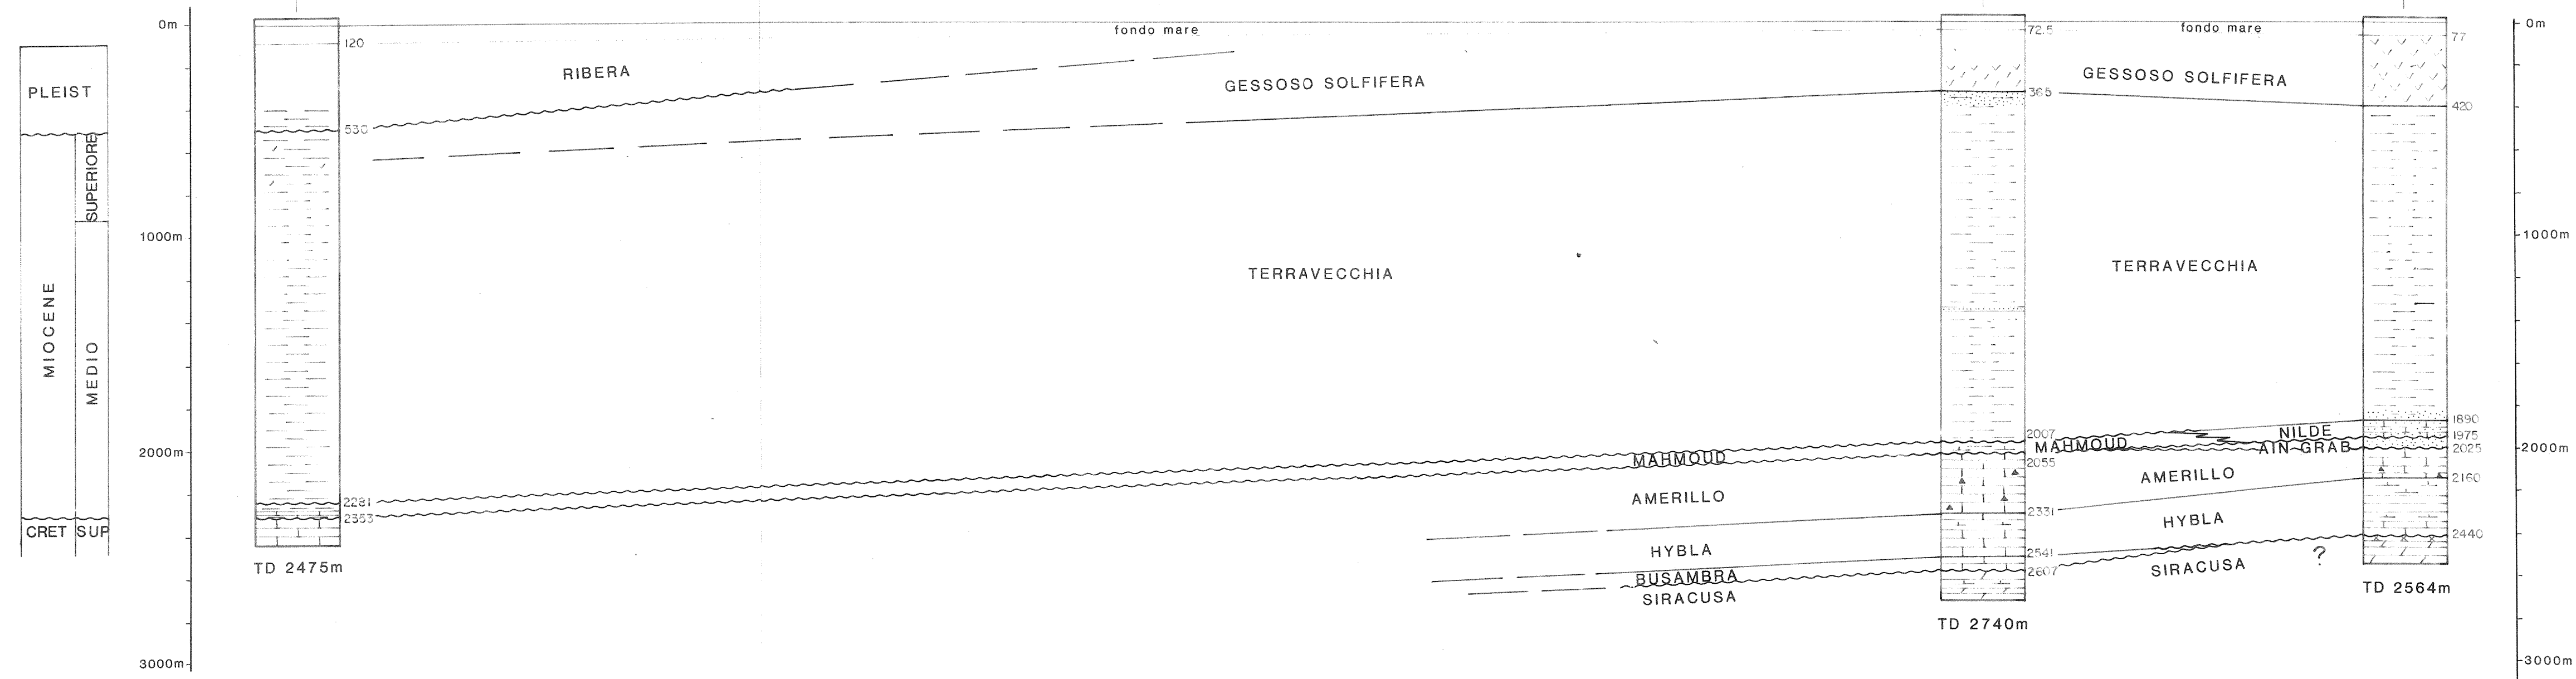 PLEIST
MIOCENE
SUPERIORE
MEDIO
CRET SUP
0m
1000m
2000m
3000m
120
530
2281
2353
TD 2475m
RIBERA
fondo mare
GESSOSO SOLFIFERA
TERRAVECCHIA
MAHMOUD
AMERILLO
HYBLA
BUSAMBRA
SIRACUSA
72.5
365
2007
2055
2331
2541
2607
TD 2740m
fondo mare
GESSOSO SOLFIFERA
TERRAVECCHIA
NILDE
MAHMOUD
AIN GRAB
AMERILLO
HYBLA
?
SIRACUSA
77
420
1890
1975
2025
2160
2440
TD 2564m
0m
1000m
2000m
3000m